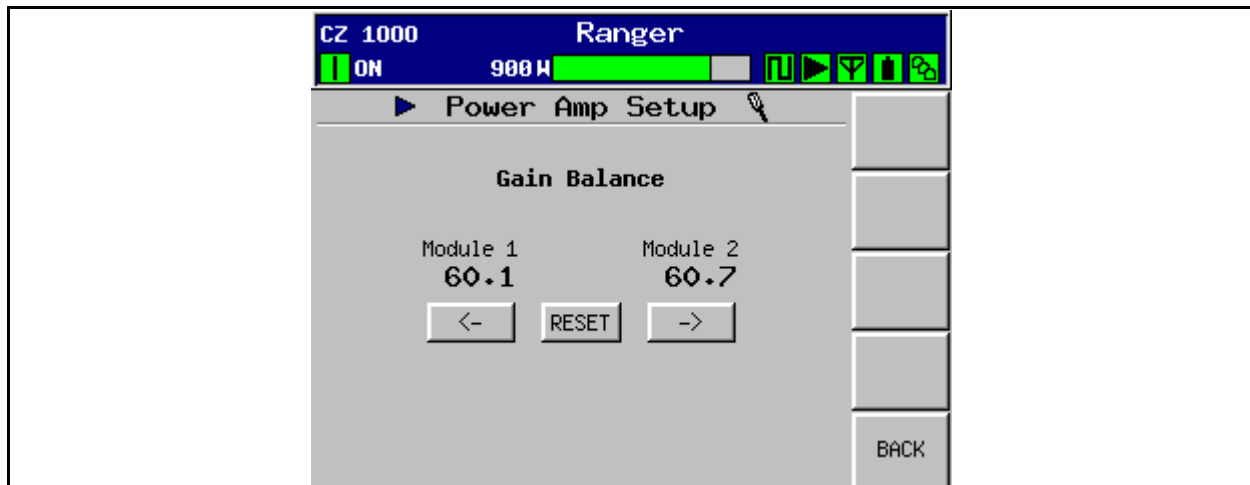 CZ 1000 Ranger
ON 900 W
Power Amp Setup
Gain Balance
Module 1 Module 2
60.1 60.7
<- RESET ->
BACK